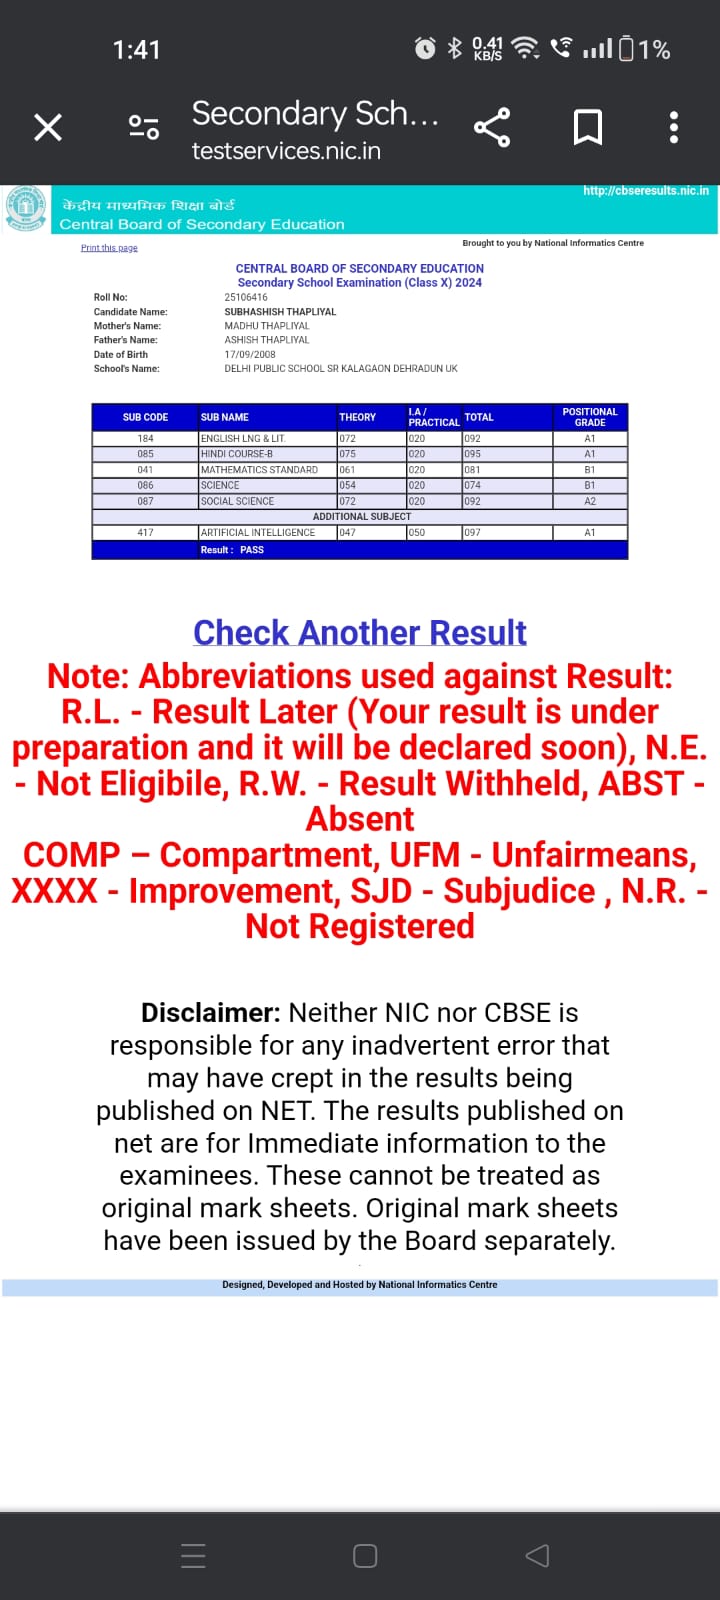 1:41
0.41 KB/S 1%
Secondary Sch...
testservices.nic.in
http://cbseresults.nic.in
केंद्रीय माध्यमिक शिक्षा बोर्ड
Central Board of Secondary Education
Print this page
Brought to you by National Informatics Centre
CENTRAL BOARD OF SECONDARY EDUCATION
Secondary School Examination (Class X) 2024
Roll No: 25106416
Candidate Name: SUBHASHISH THAPLIYAL
Mother's Name: MADHU THAPLIYAL
Father's Name: ASHISH THAPLIYAL
Date of Birth 17/09/2008
School's Name: DELHI PUBLIC SCHOOL SR KALAGAON DEHRADUN UK
SUB CODE SUB NAME THEORY I.A / PRACTICAL TOTAL POSITIONAL GRADE
184 ENGLISH LNG & LIT. 072 020 092 A1
085 HINDI COURSE-B 075 020 095 A1
041 MATHEMATICS STANDARD 061 020 081 B1
086 SCIENCE 054 020 074 B1
087 SOCIAL SCIENCE 072 020 092 A2
ADDITIONAL SUBJECT
417 ARTIFICIAL INTELLIGENCE 047 050 097 A1
Result : PASS
Check Another Result
Note: Abbreviations used against Result:
R.L. - Result Later (Your result is under
preparation and it will be declared soon), N.E.
- Not Eligibile, R.W. - Result Withheld, ABST -
Absent
COMP – Compartment, UFM - Unfairmeans,
XXXX - Improvement, SJD - Subjudice , N.R. -
Not Registered
Disclaimer: Neither NIC nor CBSE is
responsible for any inadvertent error that
may have crept in the results being
published on NET. The results published on
net are for Immediate information to the
examinees. These cannot be treated as
original mark sheets. Original mark sheets
have been issued by the Board separately.
Designed, Developed and Hosted by National Informatics Centre